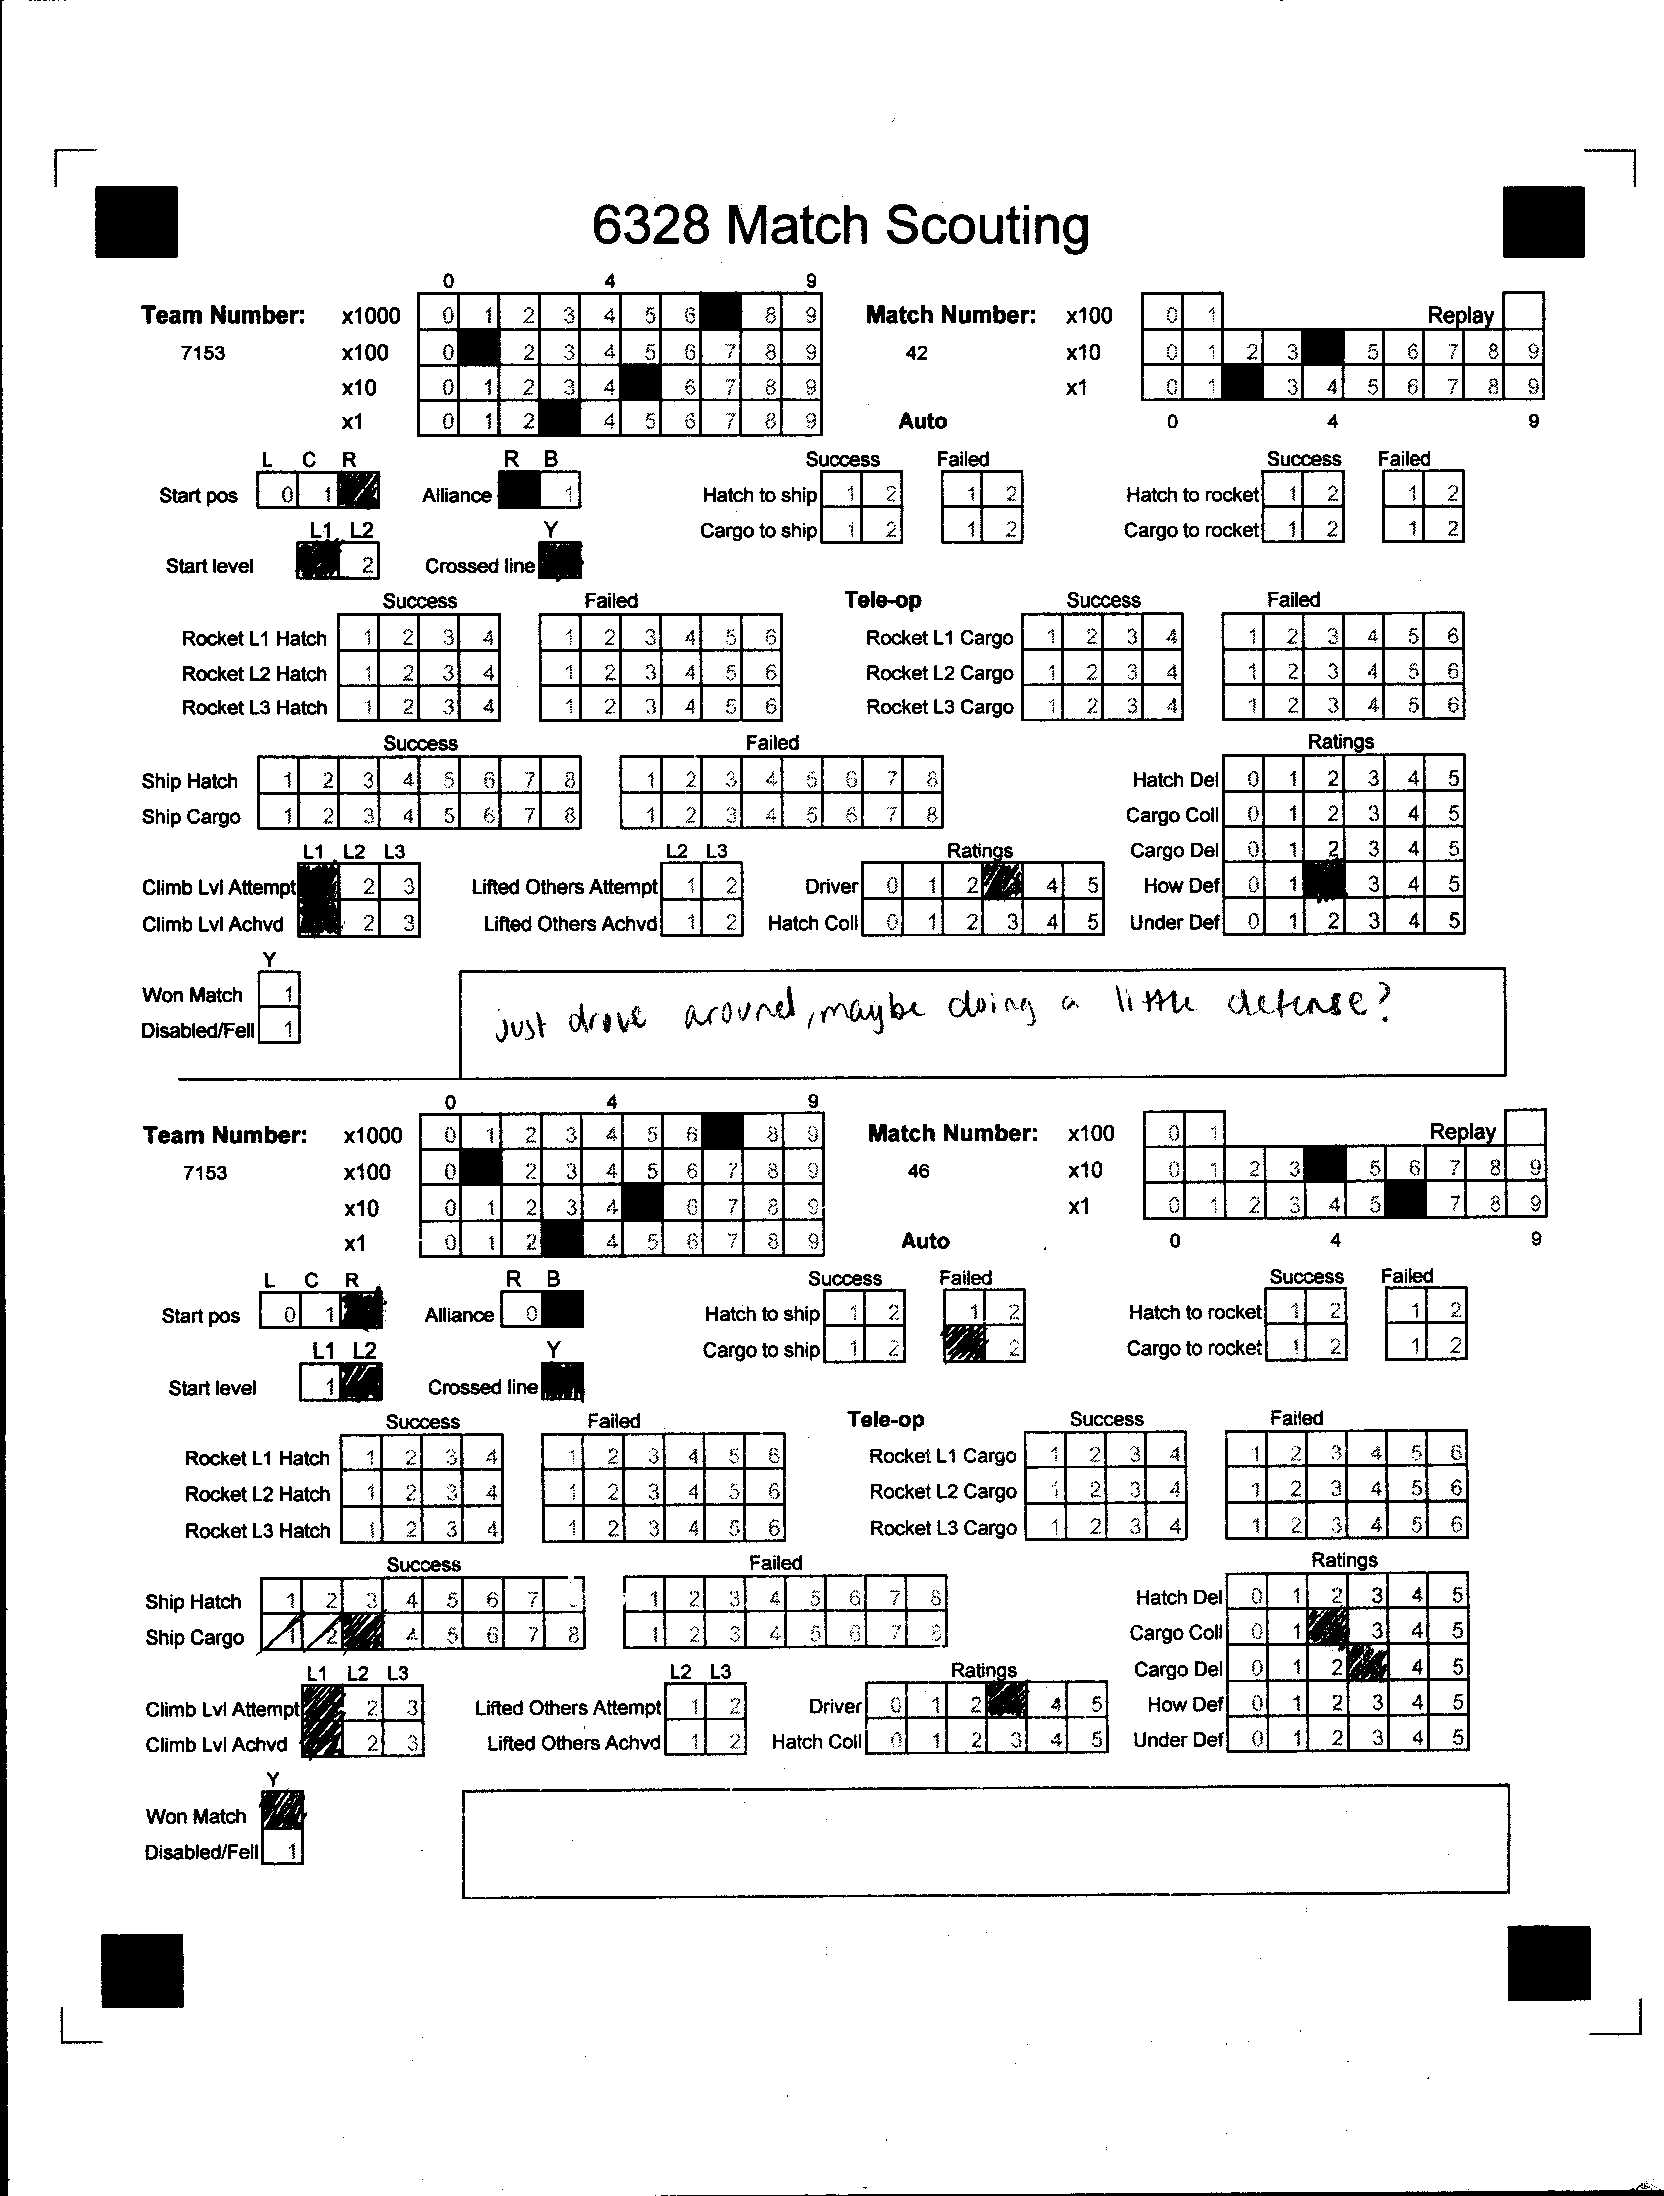 6328 Match Scouting
0 4 9
Team Number: x1000 0 1 2 3 4 5 6 8 9 Match Number: x100 0 1 Replay
7153 x100 0 2 3 4 5 6 7 8 9 42 x10 0 1 2 3 5 6 7 8 9
x10 0 1 2 3 4 6 7 8 9 x1 0 1 3 4 5 6 7 8 9
x1 0 1 2 4 5 6 7 8 9 Auto 0 4 9
L C R R B Success Failed Success Failed
Start pos 0 1 Alliance 1 Hatch to ship 1 2 1 2 Hatch to rocket 1 2 1 2
L1 L2 Y Cargo to ship 1 2 1 2 Cargo to rocket 1 2 1 2
Start level 2 Crossed line
Success Failed Tele-op Success Failed
Rocket L1 Hatch 1 2 3 4 1 2 3 4 5 6 Rocket L1 Cargo 1 2 3 4 1 2 3 4 5 6
Rocket L2 Hatch 1 2 3 4 1 2 3 4 5 6 Rocket L2 Cargo 1 2 3 4 1 2 3 4 5 6
Rocket L3 Hatch 1 2 3 4 1 2 3 4 5 6 Rocket L3 Cargo 1 2 3 4 1 2 3 4 5 6
Success Failed Ratings
Ship Hatch 1 2 3 4 5 6 7 8 1 2 3 4 5 6 7 8 Hatch Del 0 1 2 3 4 5
Ship Cargo 1 2 3 4 5 6 7 8 1 2 3 4 5 6 7 8 Cargo Coll 0 1 2 3 4 5
L1 L2 L3 L2 L3 Ratings Cargo Del 0 1 2 3 4 5
Climb Lvl Attempt 2 3 Lifted Others Attempt 1 2 Driver 0 1 2 4 5 How Def 0 1 3 4 5
Climb Lvl Achvd 2 3 Lifted Others Achvd 1 2 Hatch Coll 0 1 2 3 4 5 Under Def 0 1 2 3 4 5
Y
Won Match 1
Disabled/Fell 1
just drove around, maybe doing a little defense?
0 4 9
Team Number: x1000 0 1 2 3 4 5 6 8 9 Match Number: x100 0 1 Replay
7153 x100 0 2 3 4 5 6 7 8 9 46 x10 0 1 2 3 5 6 7 8 9
x10 0 1 2 3 4 6 7 8 9 x1 0 1 2 3 4 5 7 8 9
x1 0 1 2 4 5 6 7 8 9 Auto 0 4 9
L C R R B Success Failed Success Failed
Start pos 0 1 Alliance 0 Hatch to ship 1 2 1 2 Hatch to rocket 1 2 1 2
L1 L2 Y Cargo to ship 1 2 2 Cargo to rocket 1 2 1 2
Start level 1 Crossed line
Success Failed Tele-op Success Failed
Rocket L1 Hatch 1 2 3 4 1 2 3 4 5 6 Rocket L1 Cargo 1 2 3 4 1 2 3 4 5 6
Rocket L2 Hatch 1 2 3 4 1 2 3 4 5 6 Rocket L2 Cargo 1 2 3 4 1 2 3 4 5 6
Rocket L3 Hatch 1 2 3 4 1 2 3 4 5 6 Rocket L3 Cargo 1 2 3 4 1 2 3 4 5 6
Success Failed Ratings
Ship Hatch 1 2 3 4 5 6 7 1 2 3 4 5 6 7 8 Hatch Del 0 1 2 3 4 5
Ship Cargo 1 2 4 5 6 7 8 1 2 3 4 5 6 7 8 Cargo Coll 0 1 3 4 5
L1 L2 L3 L2 L3 Ratings Cargo Del 0 1 2 4 5
Climb Lvl Attempt 2 3 Lifted Others Attempt 1 2 Driver 0 1 2 4 5 How Def 0 1 2 3 4 5
Climb Lvl Achvd 2 3 Lifted Others Achvd 1 2 Hatch Coll 0 1 2 3 4 5 Under Def 0 1 2 3 4 5
Y
Won Match
Disabled/Fell 1